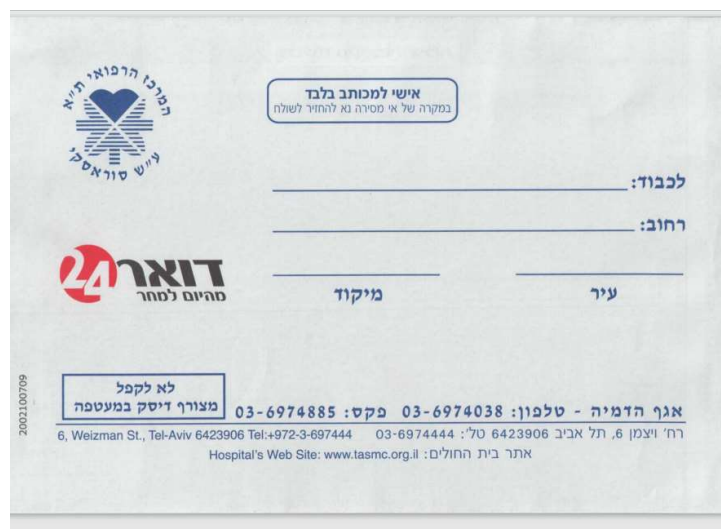 המרכז הרפואי ת"א
ע"ש סוראסקי
אישי למכותב בלבד
במקרה של אי מסירה נא להחזיר לשולח
לכבוד:
רחוב:
עיר
מיקוד
דואר 24
מהיום למחר
לא לקפל
מצורף דיסק במעטפה
2002100709
אגף הדמיה - טלפון: 03-6974038 פקס: 03-6974885
רח' ויצמן 6, תל אביב 6423906 טל': 03-6974444 6, Weizman St., Tel-Aviv 6423906 Tel:+972-3-697444
אתר בית החולים: Hospital's Web Site: www.tasmc.org.il